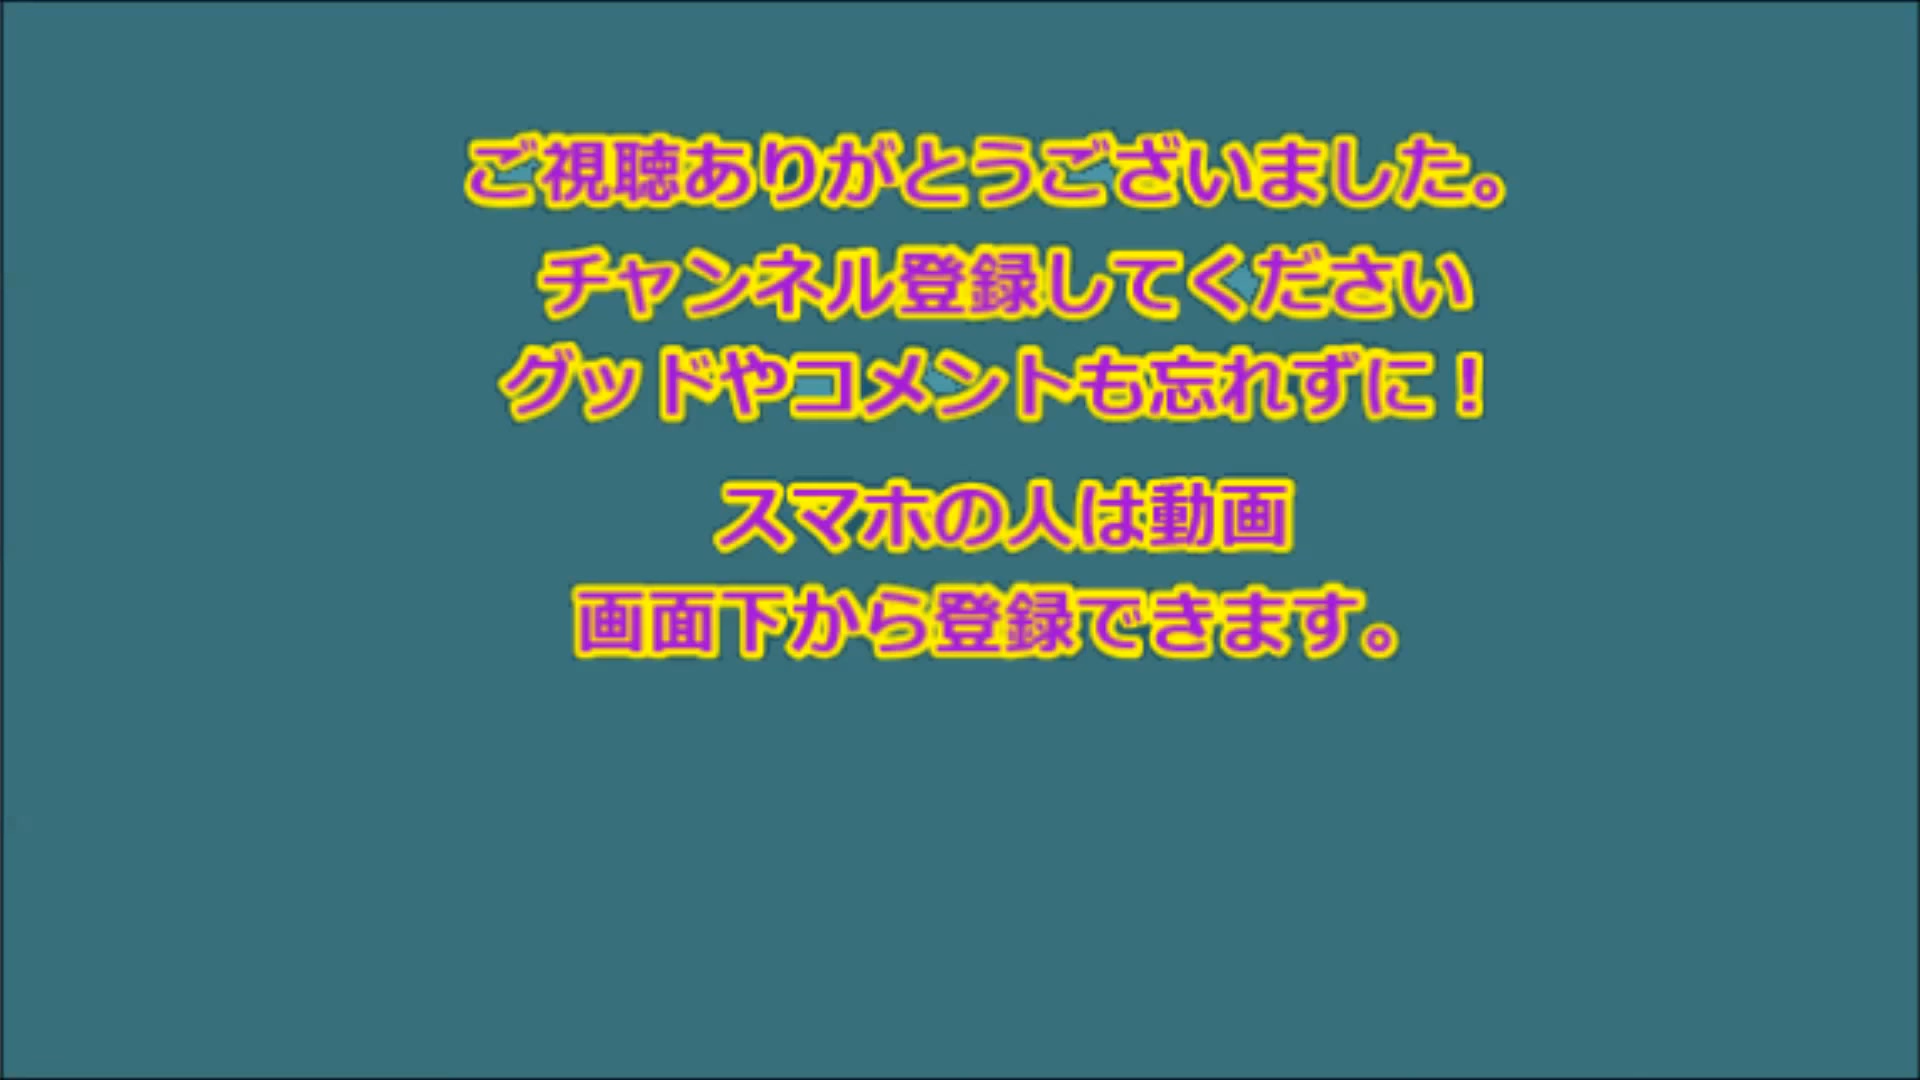 ご視聴ありがとうございました。
チャンネル登録してください
グッドやコメントも忘れずに！
スマホの人は動画
画面下から登録できます。